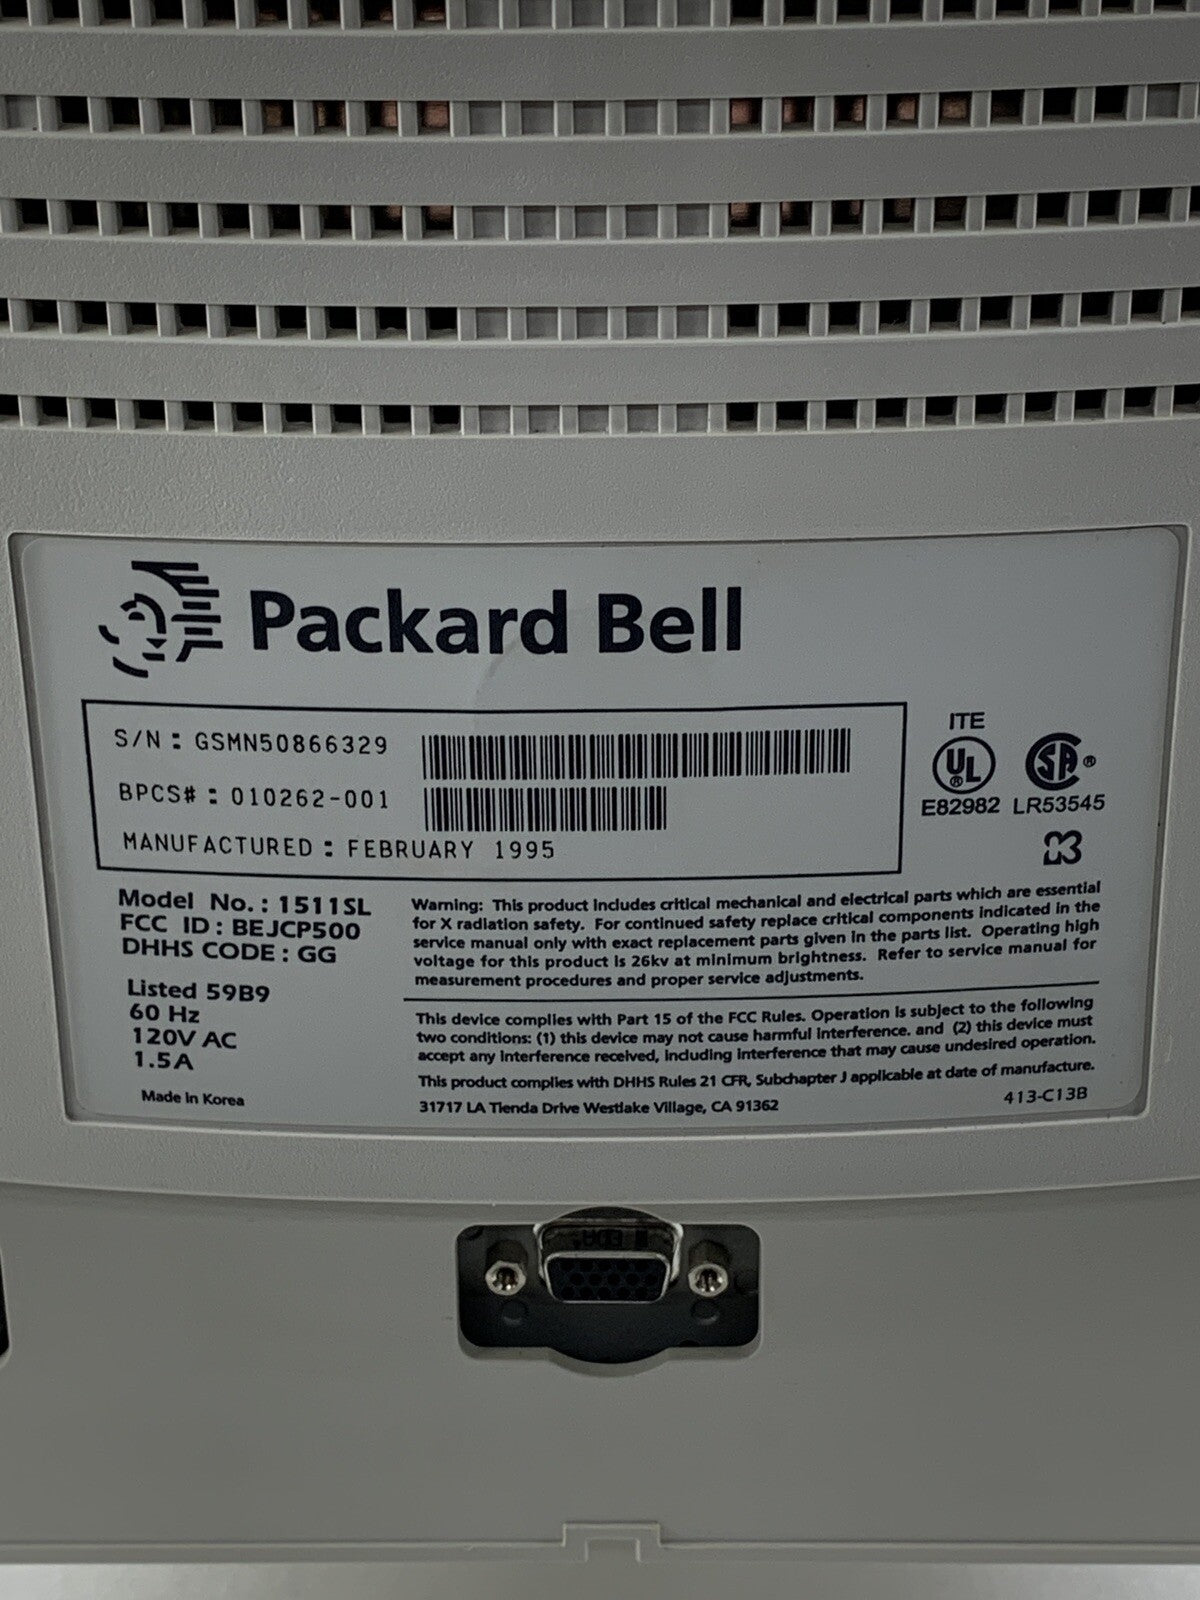 Packard Bell
S/N : GSMN50866329
BPCS# : 010262-001
MANUFACTURED : FEBRUARY 1995
ITE
UL
®
SA ®
E82982 LR53545
Model No. : 1511SL
FCC ID : BEJCP500
DHHS CODE : GG
Listed 59B9
60 Hz
120V AC
1.5A
Made in Korea
Warning: This product includes critical mechanical and electrical parts which are essential
for X radiation safety. For continued safety replace critical components indicated in the
service manual only with exact replacement parts given in the parts list. Operating high
voltage for this product is 26kv at minimum brightness. Refer to service manual for
measurement procedures and proper service adjustments.
This device complies with Part 15 of the FCC Rules. Operation is subject to the following
two conditions: (1) this device may not cause harmful interference. and (2) this device must
accept any interference received, including interference that may cause undesired operation.
This product complies with DHHS Rules 21 CFR, Subchapter J applicable at date of manufacture.
31717 LA Tienda Drive Westlake Village, CA 91362
413-C13B